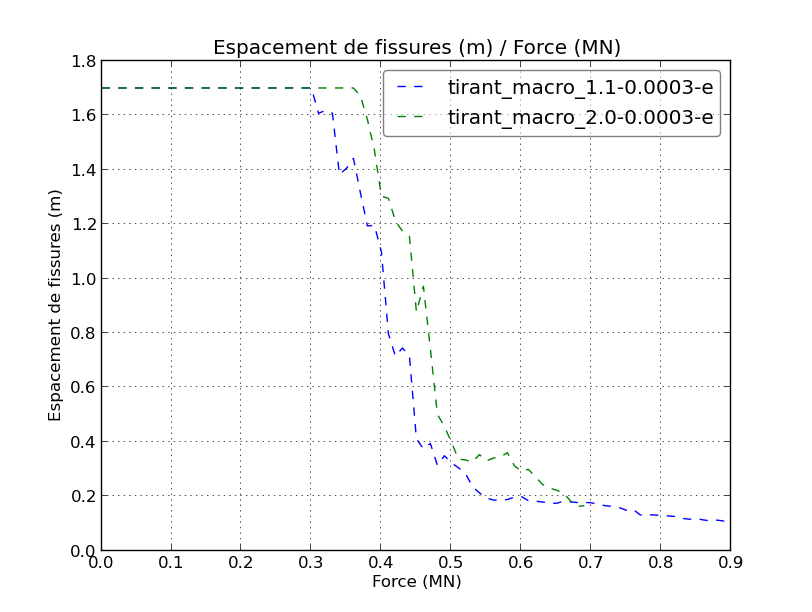 Espacement de fissures (m) / Force (MN)
tirant_macro_1.1-0.0003-e
tirant_macro_2.0-0.0003-e
Espacement de fissures (m)
1.8
1.6
1.4
1.2
1.0
0.8
0.6
0.4
0.2
0.0
0.0 0.1 0.2 0.3 0.4 0.5 0.6 0.7 0.8 0.9
Force (MN)